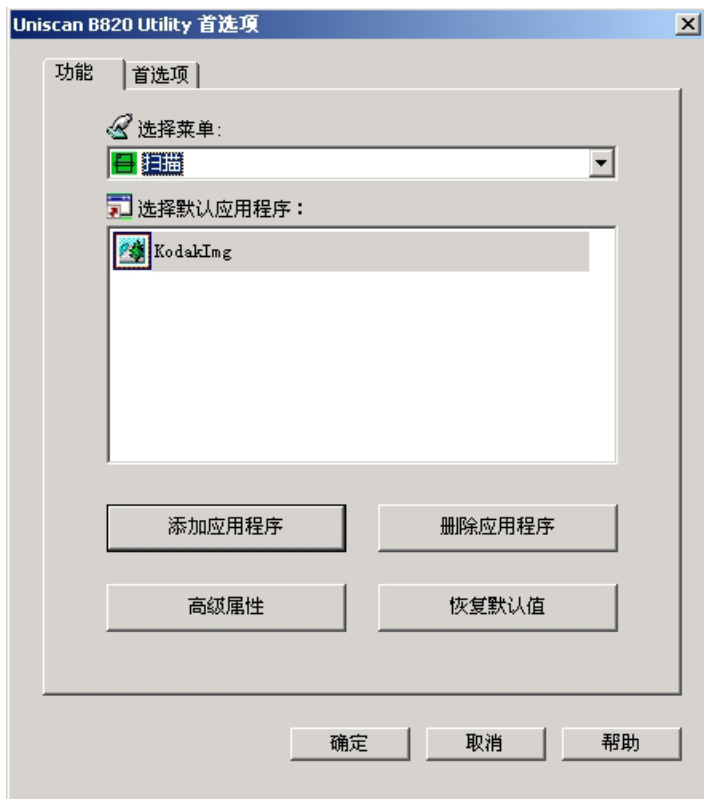 Uniscan B820 Utility 首选项
功能 首选项
选择菜单:
扫描
选择默认应用程序：
KodakImg
添加应用程序 删除应用程序
高级属性 恢复默认值
确定 取消 帮助